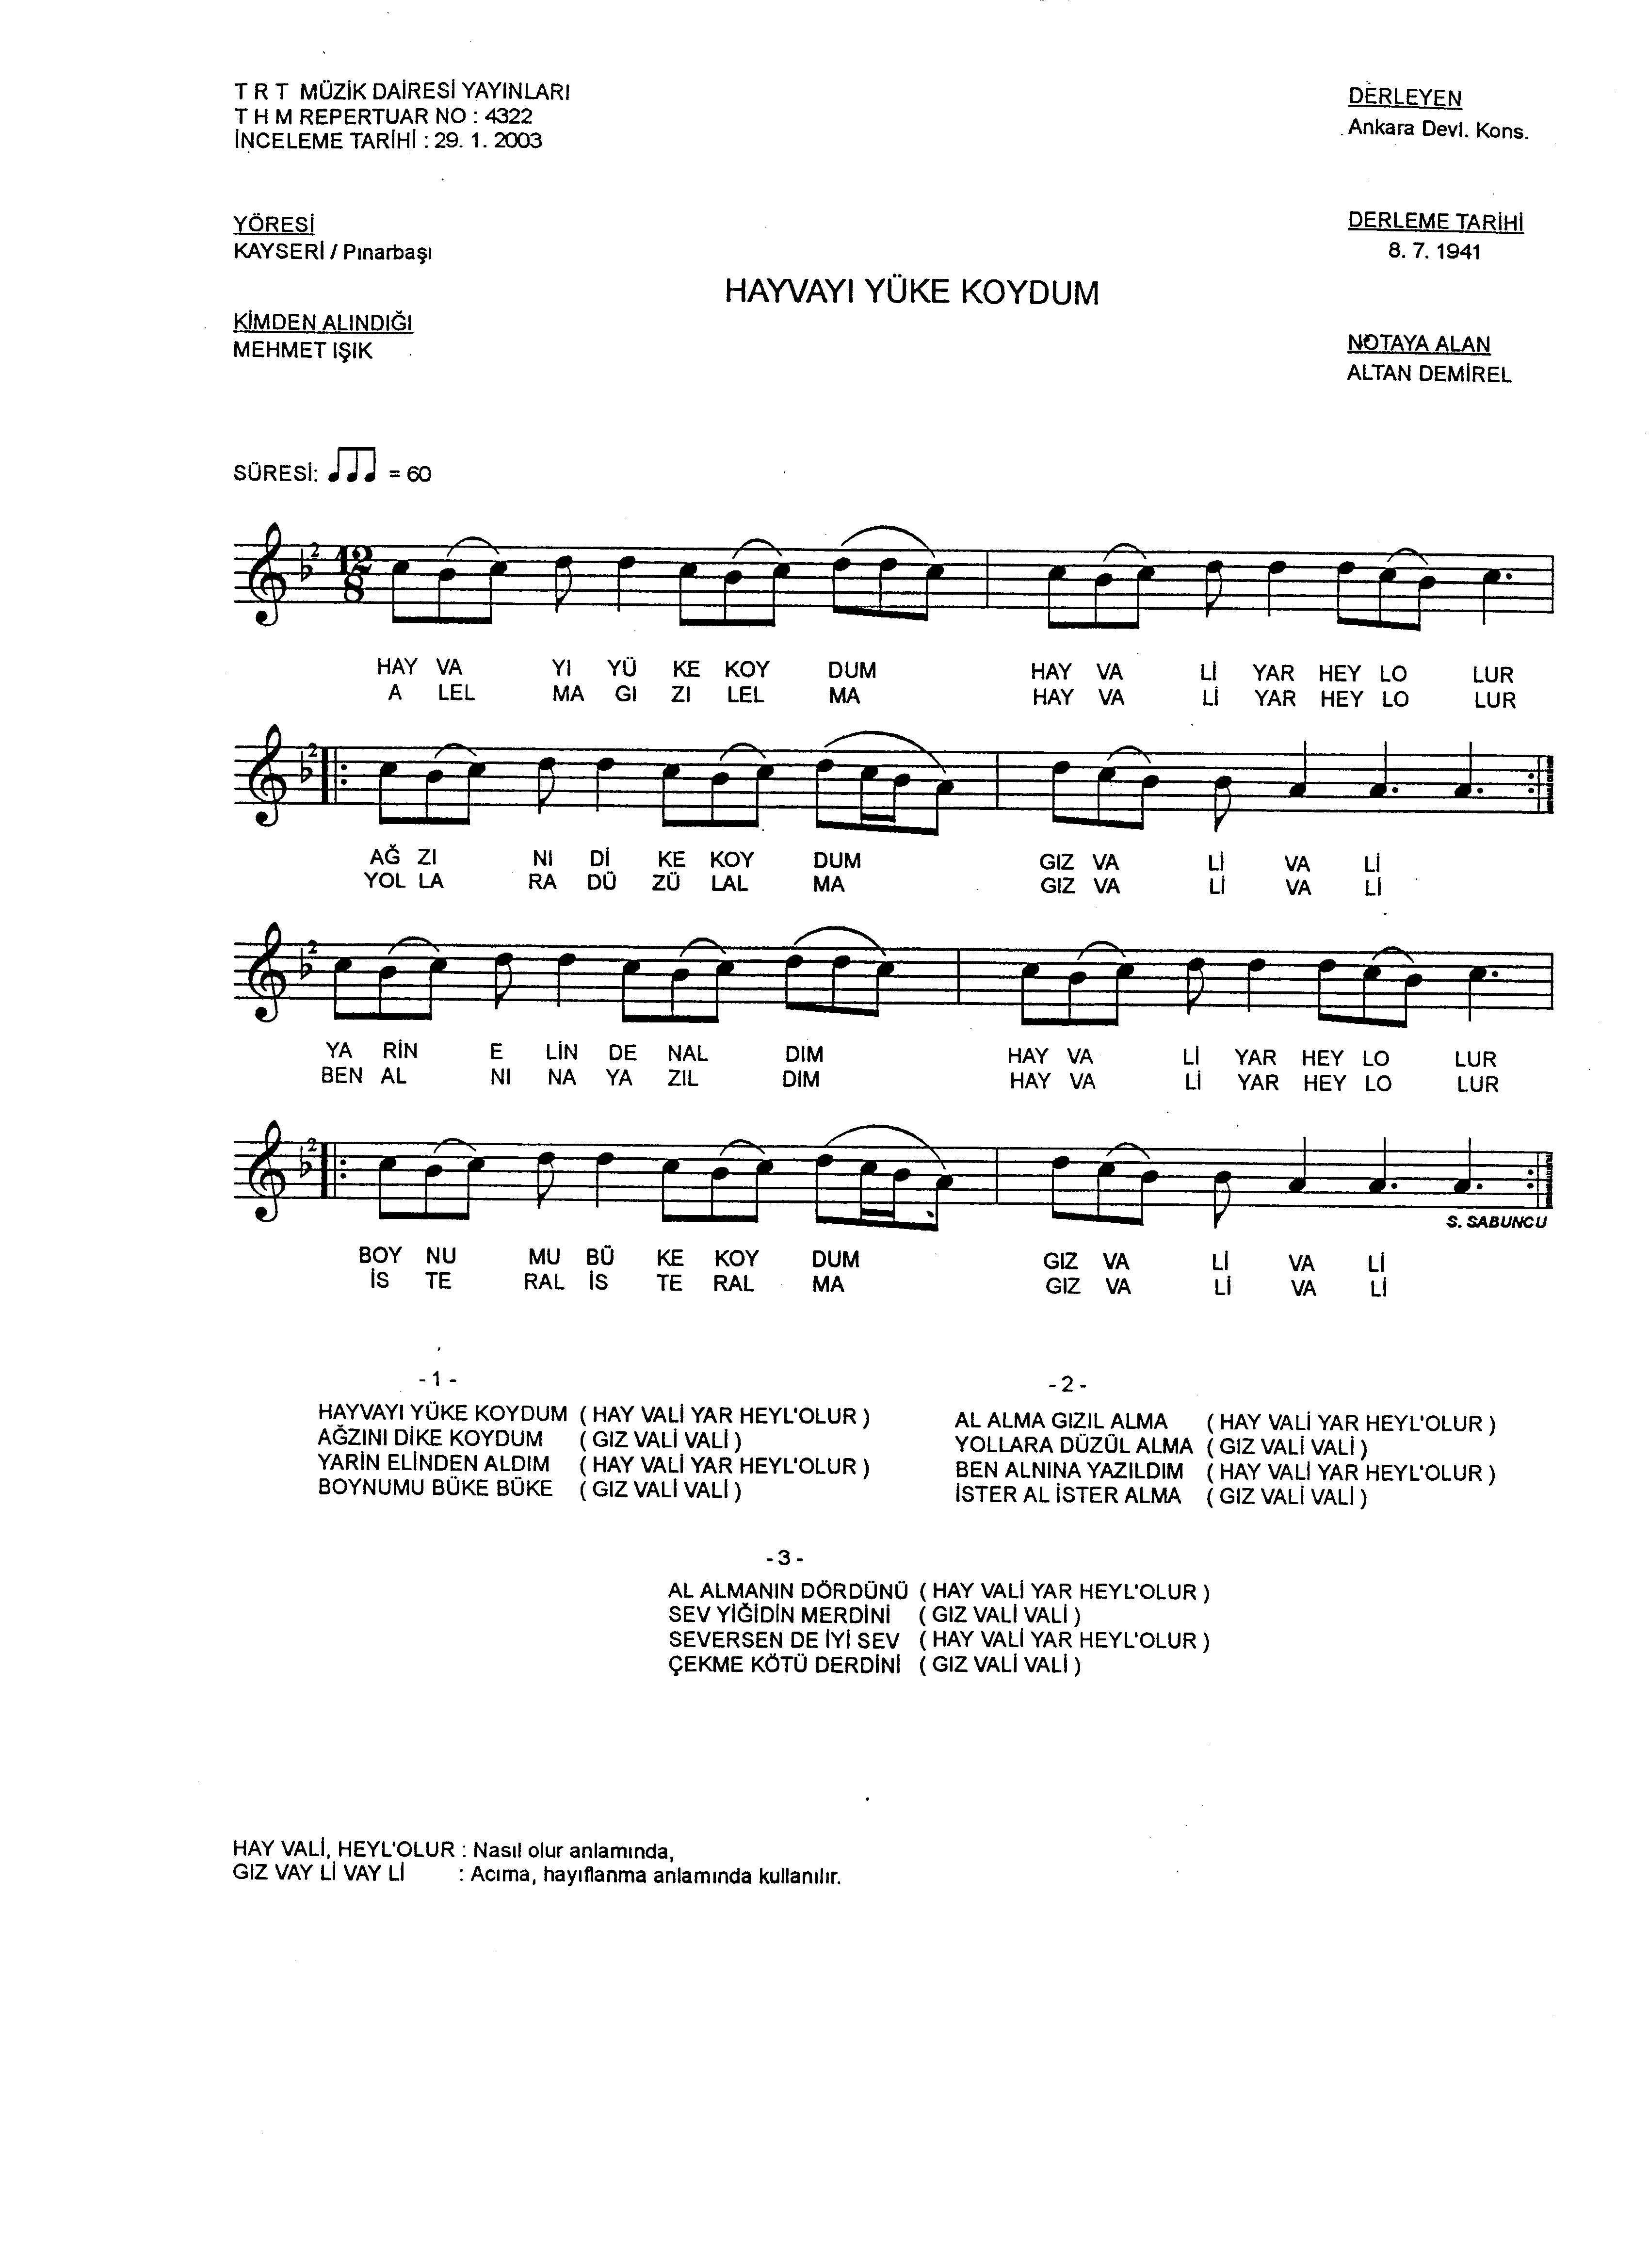 T R T MÜZİK DAİRESİ YAYINLARI
T H M REPERTUAR NO : 4322
İNCELEME TARİHİ : 29. 1. 2003
DERLEYEN
Ankara Devl. Kons.
YÖRESİ
KAYSERİ / Pınarbaşı
DERLEME TARİHİ
8. 7. 1941
HAYVAYI YÜKE KOYDUM
KİMDEN ALINDIĞI
MEHMET IŞIK
NOTAYA ALAN
ALTAN DEMİREL
SÜRESİ: = 60
2
12
8
HAY VA YI YÜ KE KOY DUM HAY VA Lİ YAR HEY LO LUR
A LEL MA GI ZI LEL MA HAY VA Lİ YAR HEY LO LUR
2
AĞ ZI NI Dİ KE KOY DUM GIZ VA Lİ VA Lİ
YOL LA RA DÜ ZÜ LAL MA GIZ VA Lİ VA Lİ
2
YA RİN E LİN DE NAL DIM HAY VA Lİ YAR HEY LO LUR
BEN AL NI NA YA ZIL DIM HAY VA Lİ YAR HEY LO LUR
2
S. SABUNCU
BOY NU MU BÜ KE KOY DUM GIZ VA Lİ VA Lİ
İS TE RAL İS TE RAL MA GIZ VA Lİ VA Lİ
- 1 -
HAYVAYI YÜKE KOYDUM ( HAY VALİ YAR HEYL'OLUR )
AĞZINI DİKE KOYDUM ( GIZ VALİ VALİ )
YARİN ELİNDEN ALDIM ( HAY VALİ YAR HEYL'OLUR )
BOYNUMU BÜKE BÜKE ( GIZ VALİ VALİ )
- 2 -
AL ALMA GIZIL ALMA ( HAY VALİ YAR HEYL'OLUR )
YOLLARA DÜZÜL ALMA ( GIZ VALİ VALİ )
BEN ALNINA YAZILDIM ( HAY VALİ YAR HEYL'OLUR )
İSTER AL İSTER ALMA ( GIZ VALİ VALİ )
- 3 -
AL ALMANIN DÖRDÜNÜ ( HAY VALİ YAR HEYL'OLUR )
SEV YİĞİDİN MERDİNİ ( GIZ VALİ VALİ )
SEVERSEN DE İYİ SEV ( HAY VALİ YAR HEYL'OLUR )
ÇEKME KÖTÜ DERDİNİ ( GIZ VALİ VALİ )
HAY VALİ, HEYL'OLUR : Nasıl olur anlamında,
GIZ VAY Lİ VAY Lİ : Acıma, hayıflanma anlamında kullanılır.